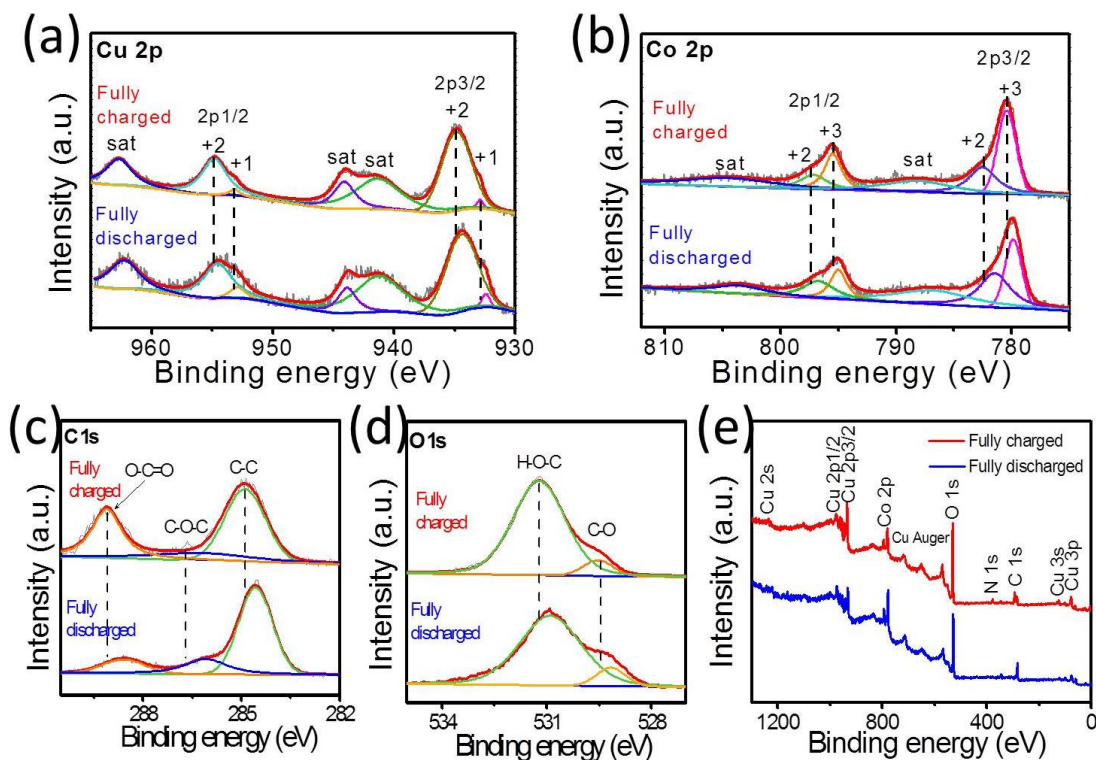 (a)
Cu 2p
Fully
charged
sat
2p1/2
+2
+1
sat
sat
2p3/2
+2
+1
Fully
discharged
Intensity (a.u.)
960
950
940
930
Binding energy (eV)
(b)
Co 2p
Fully
charged
sat
2p1/2
+2
+3
sat
2p3/2
+2
+3
Fully
discharged
Intensity (a.u.)
810
800
790
780
Binding energy (eV)
(c)
C1s
Fully
charged
O-C=O
C-O-C
C-C
Fully
discharged
Intensity (a.u.)
288
285
282
Binding energy (eV)
(d)
O1s
H-O-C
Fully
charged
C-O
Fully
discharged
Intensity (a.u.)
534
531
528
Binding energy (eV)
(e)
Fully charged
Fully discharged
Cu 2s
Cu 2p1/2
Cu 2p3/2
Co 2p
Cu Auger
O 1s
N 1s
C 1s
Cu 3s
Cu 3p
Intensity (a.u.)
1200
800
400
0
Binding energy (eV)